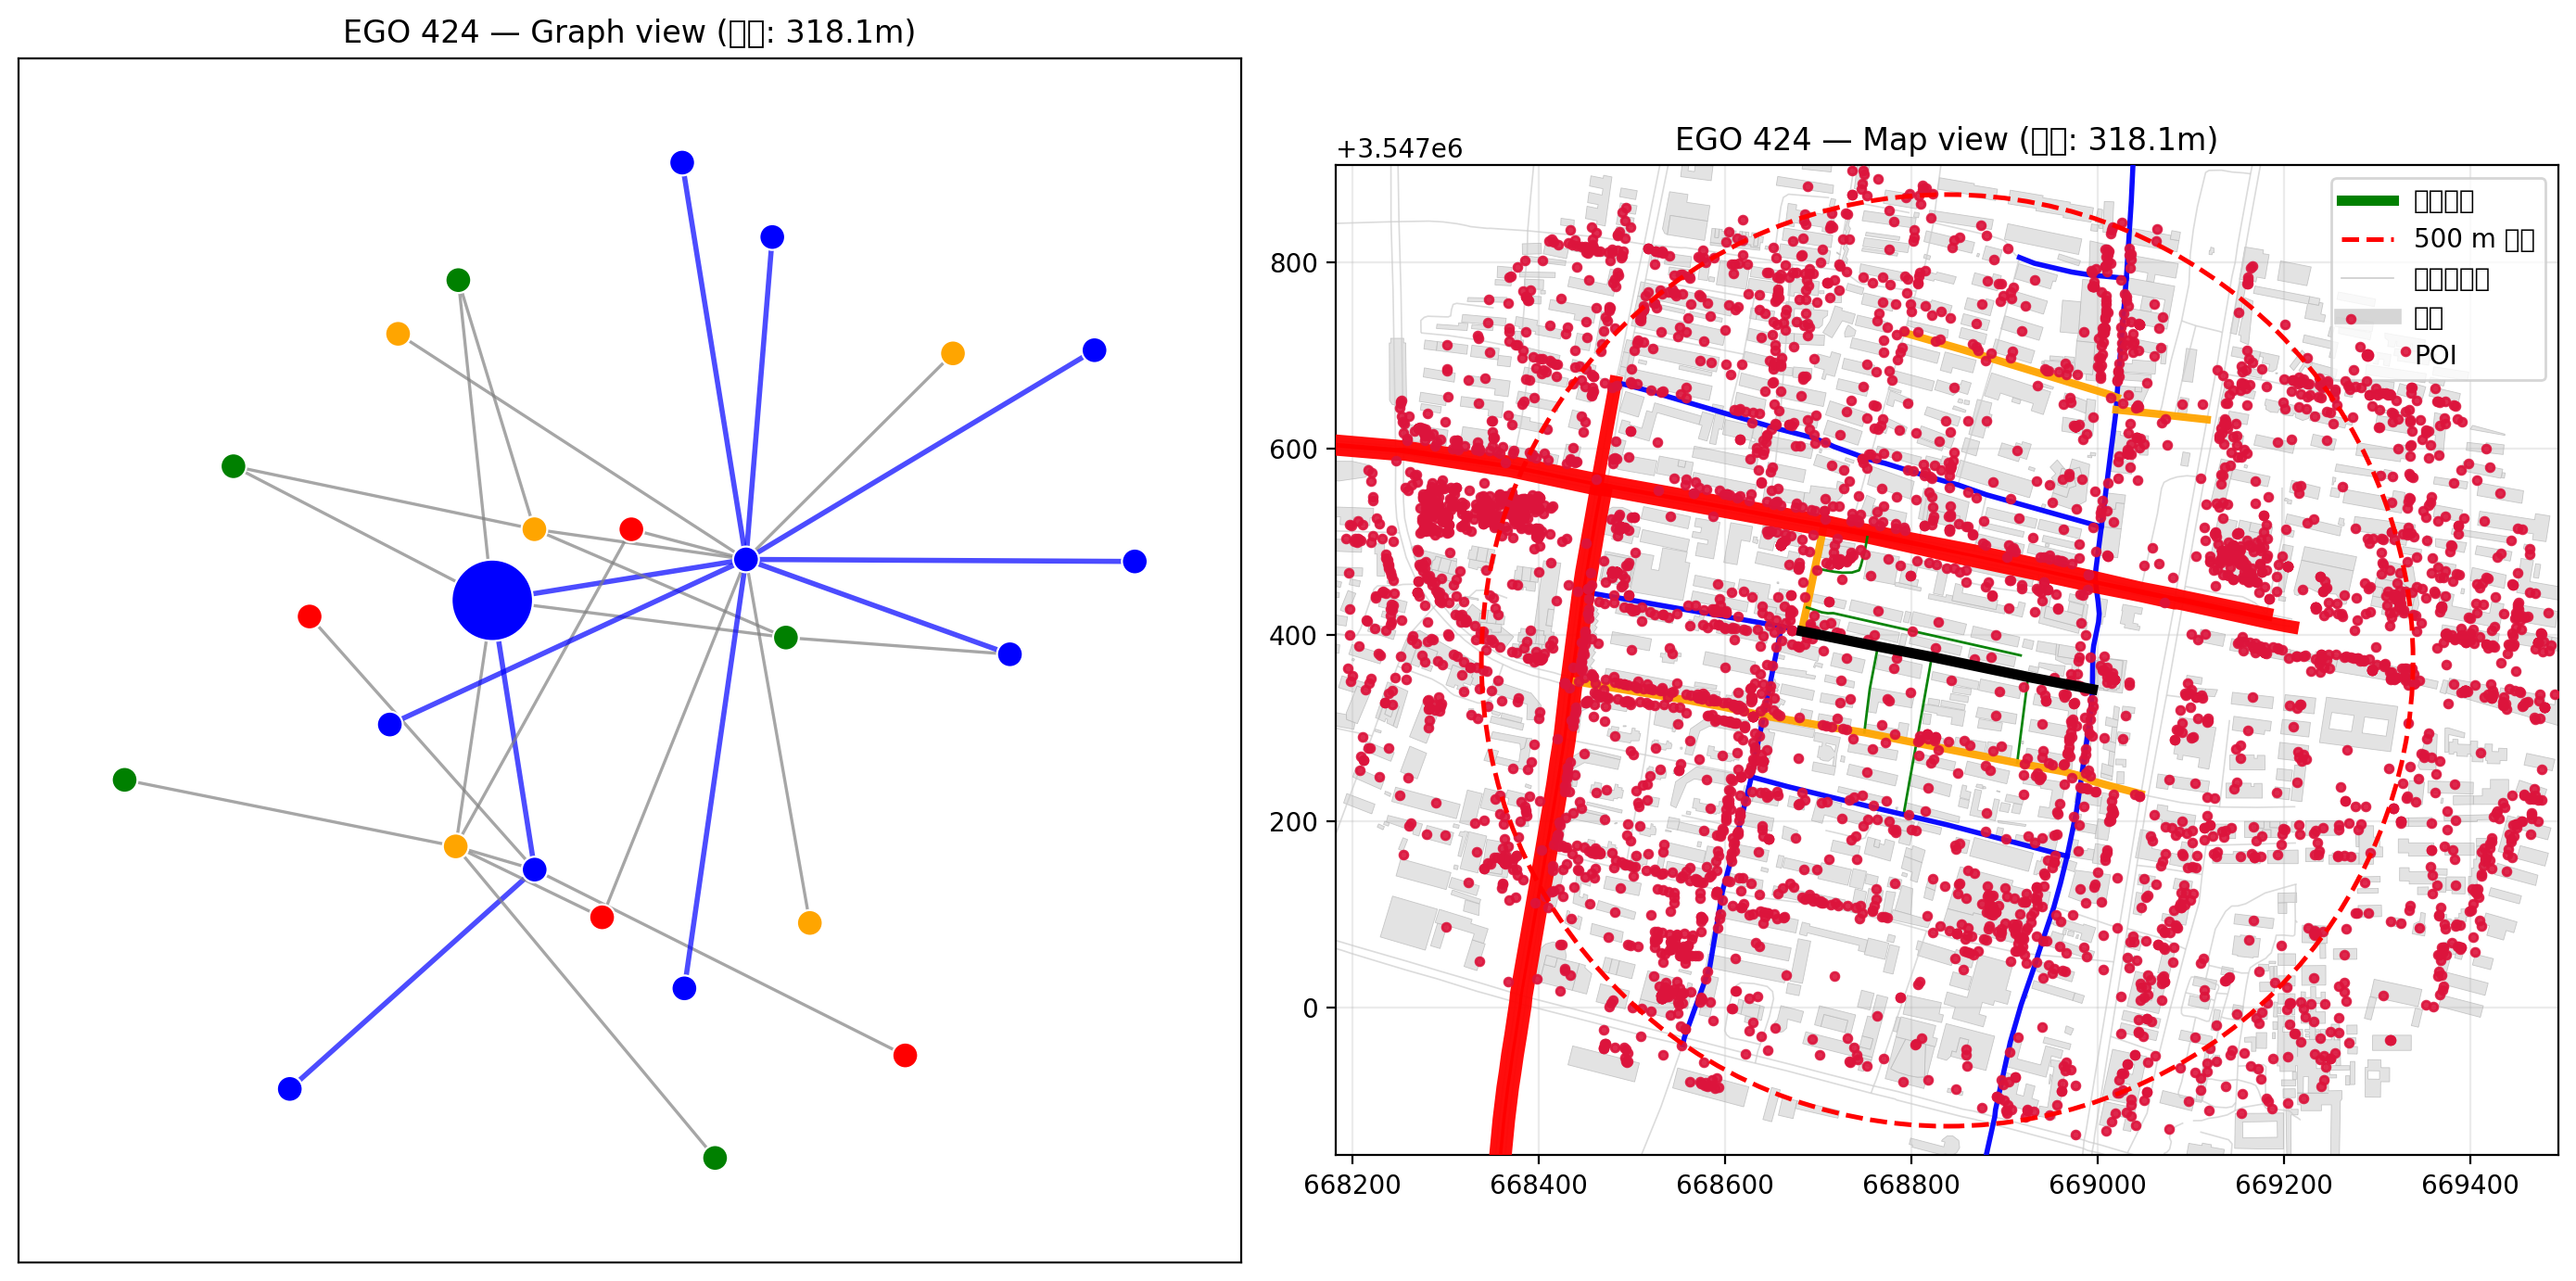 EGO 424 — Graph view (▯▯: 318.1m)
EGO 424 — Map view (▯▯: 318.1m)
+3.547e6
▯▯▯▯
500 m ▯▯
▯▯▯▯▯
▯▯
POI
800
600
400
200
0
668200 668400 668600 668800 669000 669200 669400